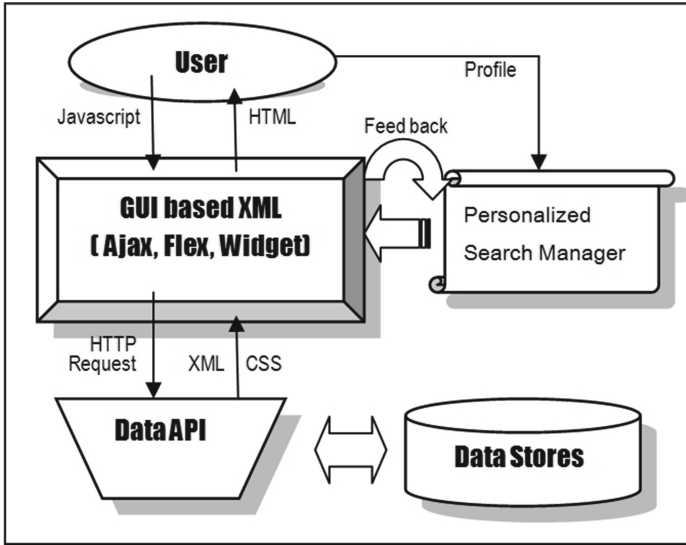 User
Profile
Javascript
HTML
Feed back
GUI based XML
( Ajax, Flex, Widget)
Personalized
Search Manager
HTTP
Request
XML
CSS
Data API
Data Stores